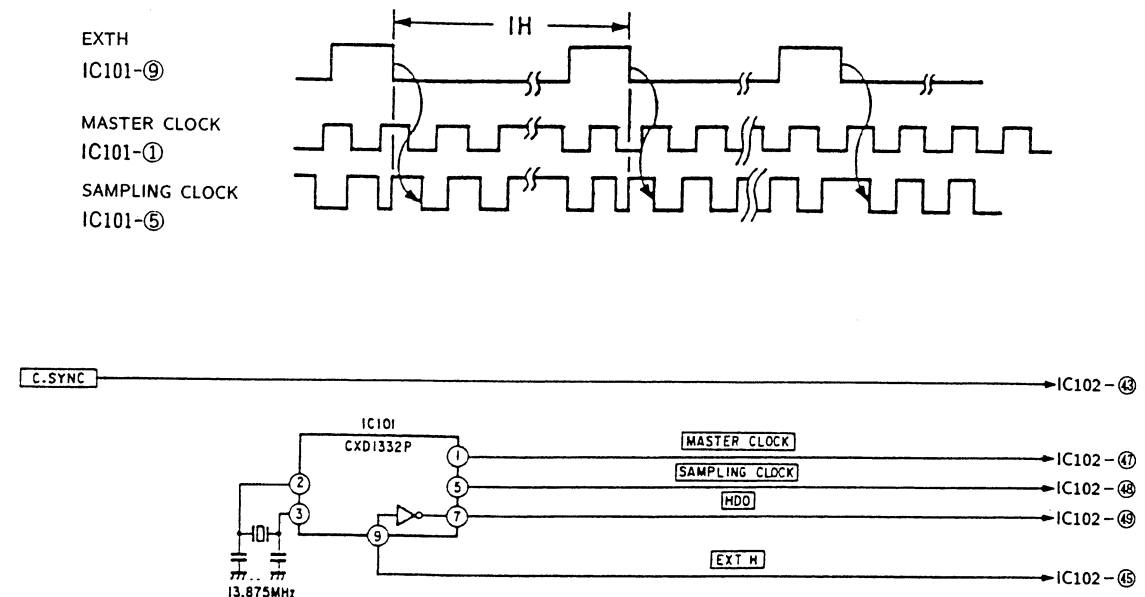 1H
EXTH
IC101-⑨
MASTER CLOCK
IC101-①
SAMPLING CLOCK
IC101-⑤
C.SYNC
IC102-㊸
IC101
CXD1332P
MASTER CLOCK
① IC102-㊼
SAMPLING CLOCK
② ⑤ IC102-㊽
HDO
③ ⑦ IC102-㊾
⑨
EXT H
IC102-㊺
13.875MHz